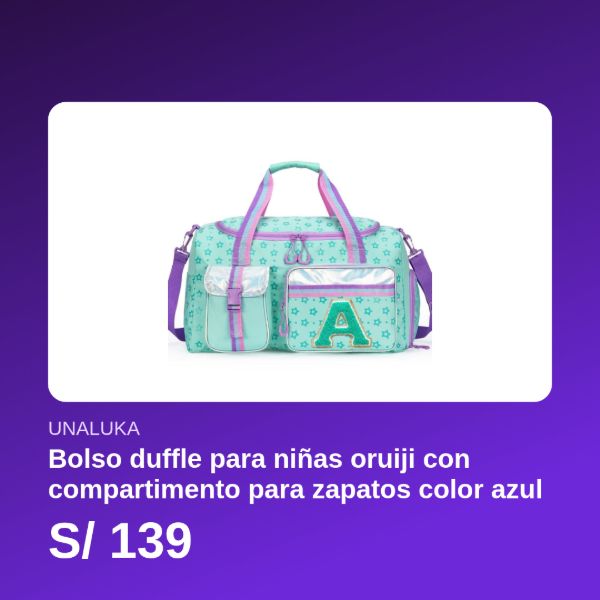 A
UNALUKA
Bolso duffle para niñas oruiji con
compartimento para zapatos color azul
S/ 139